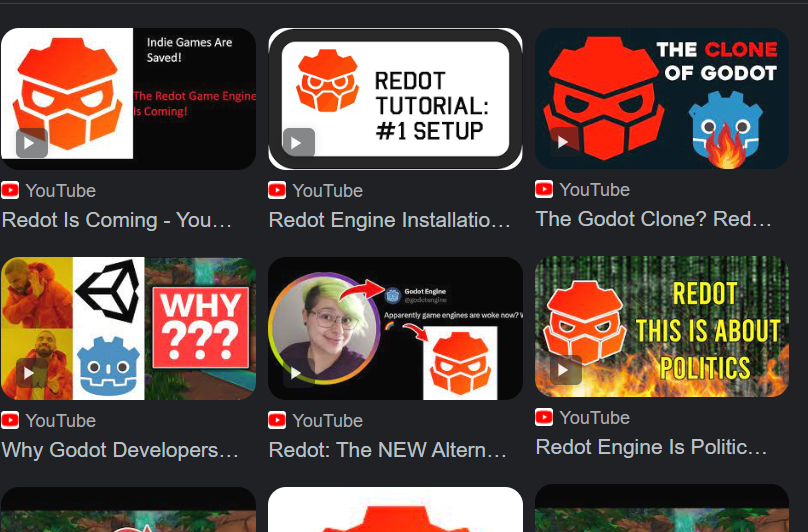 Indie Games Are
Saved!
The Redot Game Engine
Is Coming!
REDOT
TUTORIAL:
#1 SETUP
THE CLONE
OF GODOT
YouTube
YouTube
YouTube
Redot Is Coming - You...
Redot Engine Installatio...
The Godot Clone? Red...
WHY
???
Godot Engine
@godotengine
Apparently game engines are woke now?
REDOT
THIS IS ABOUT
POLITICS
YouTube
YouTube
YouTube
Why Godot Developers...
Redot: The NEW Altern...
Redot Engine Is Politic...